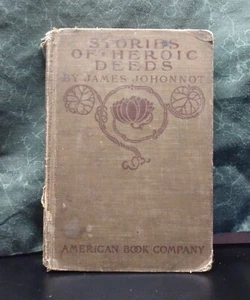 STORIES
OF HEROIC
DEEDS
BY JAMES JOHONNOT
AMERICAN BOOK COMPANY